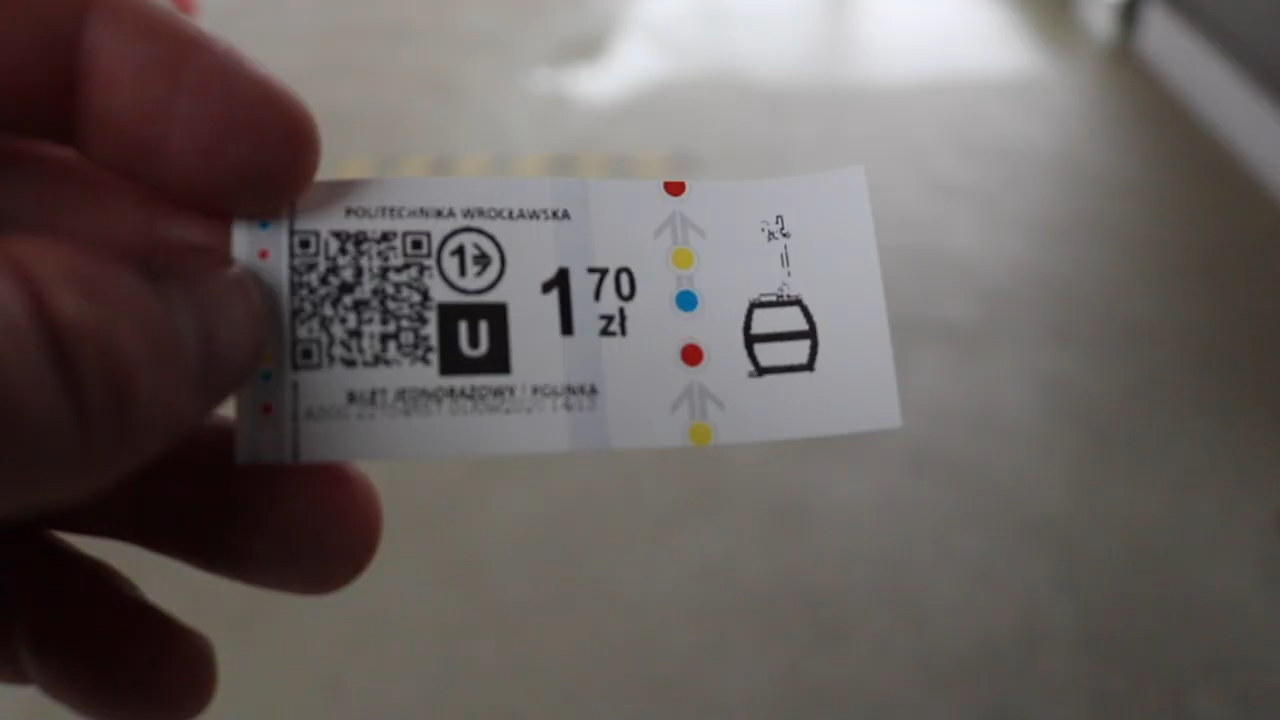 POLITECHNIKA WROCŁAWSKA
1
U
1 70 zł
BILET JEDNORAZOWY / POLINKA